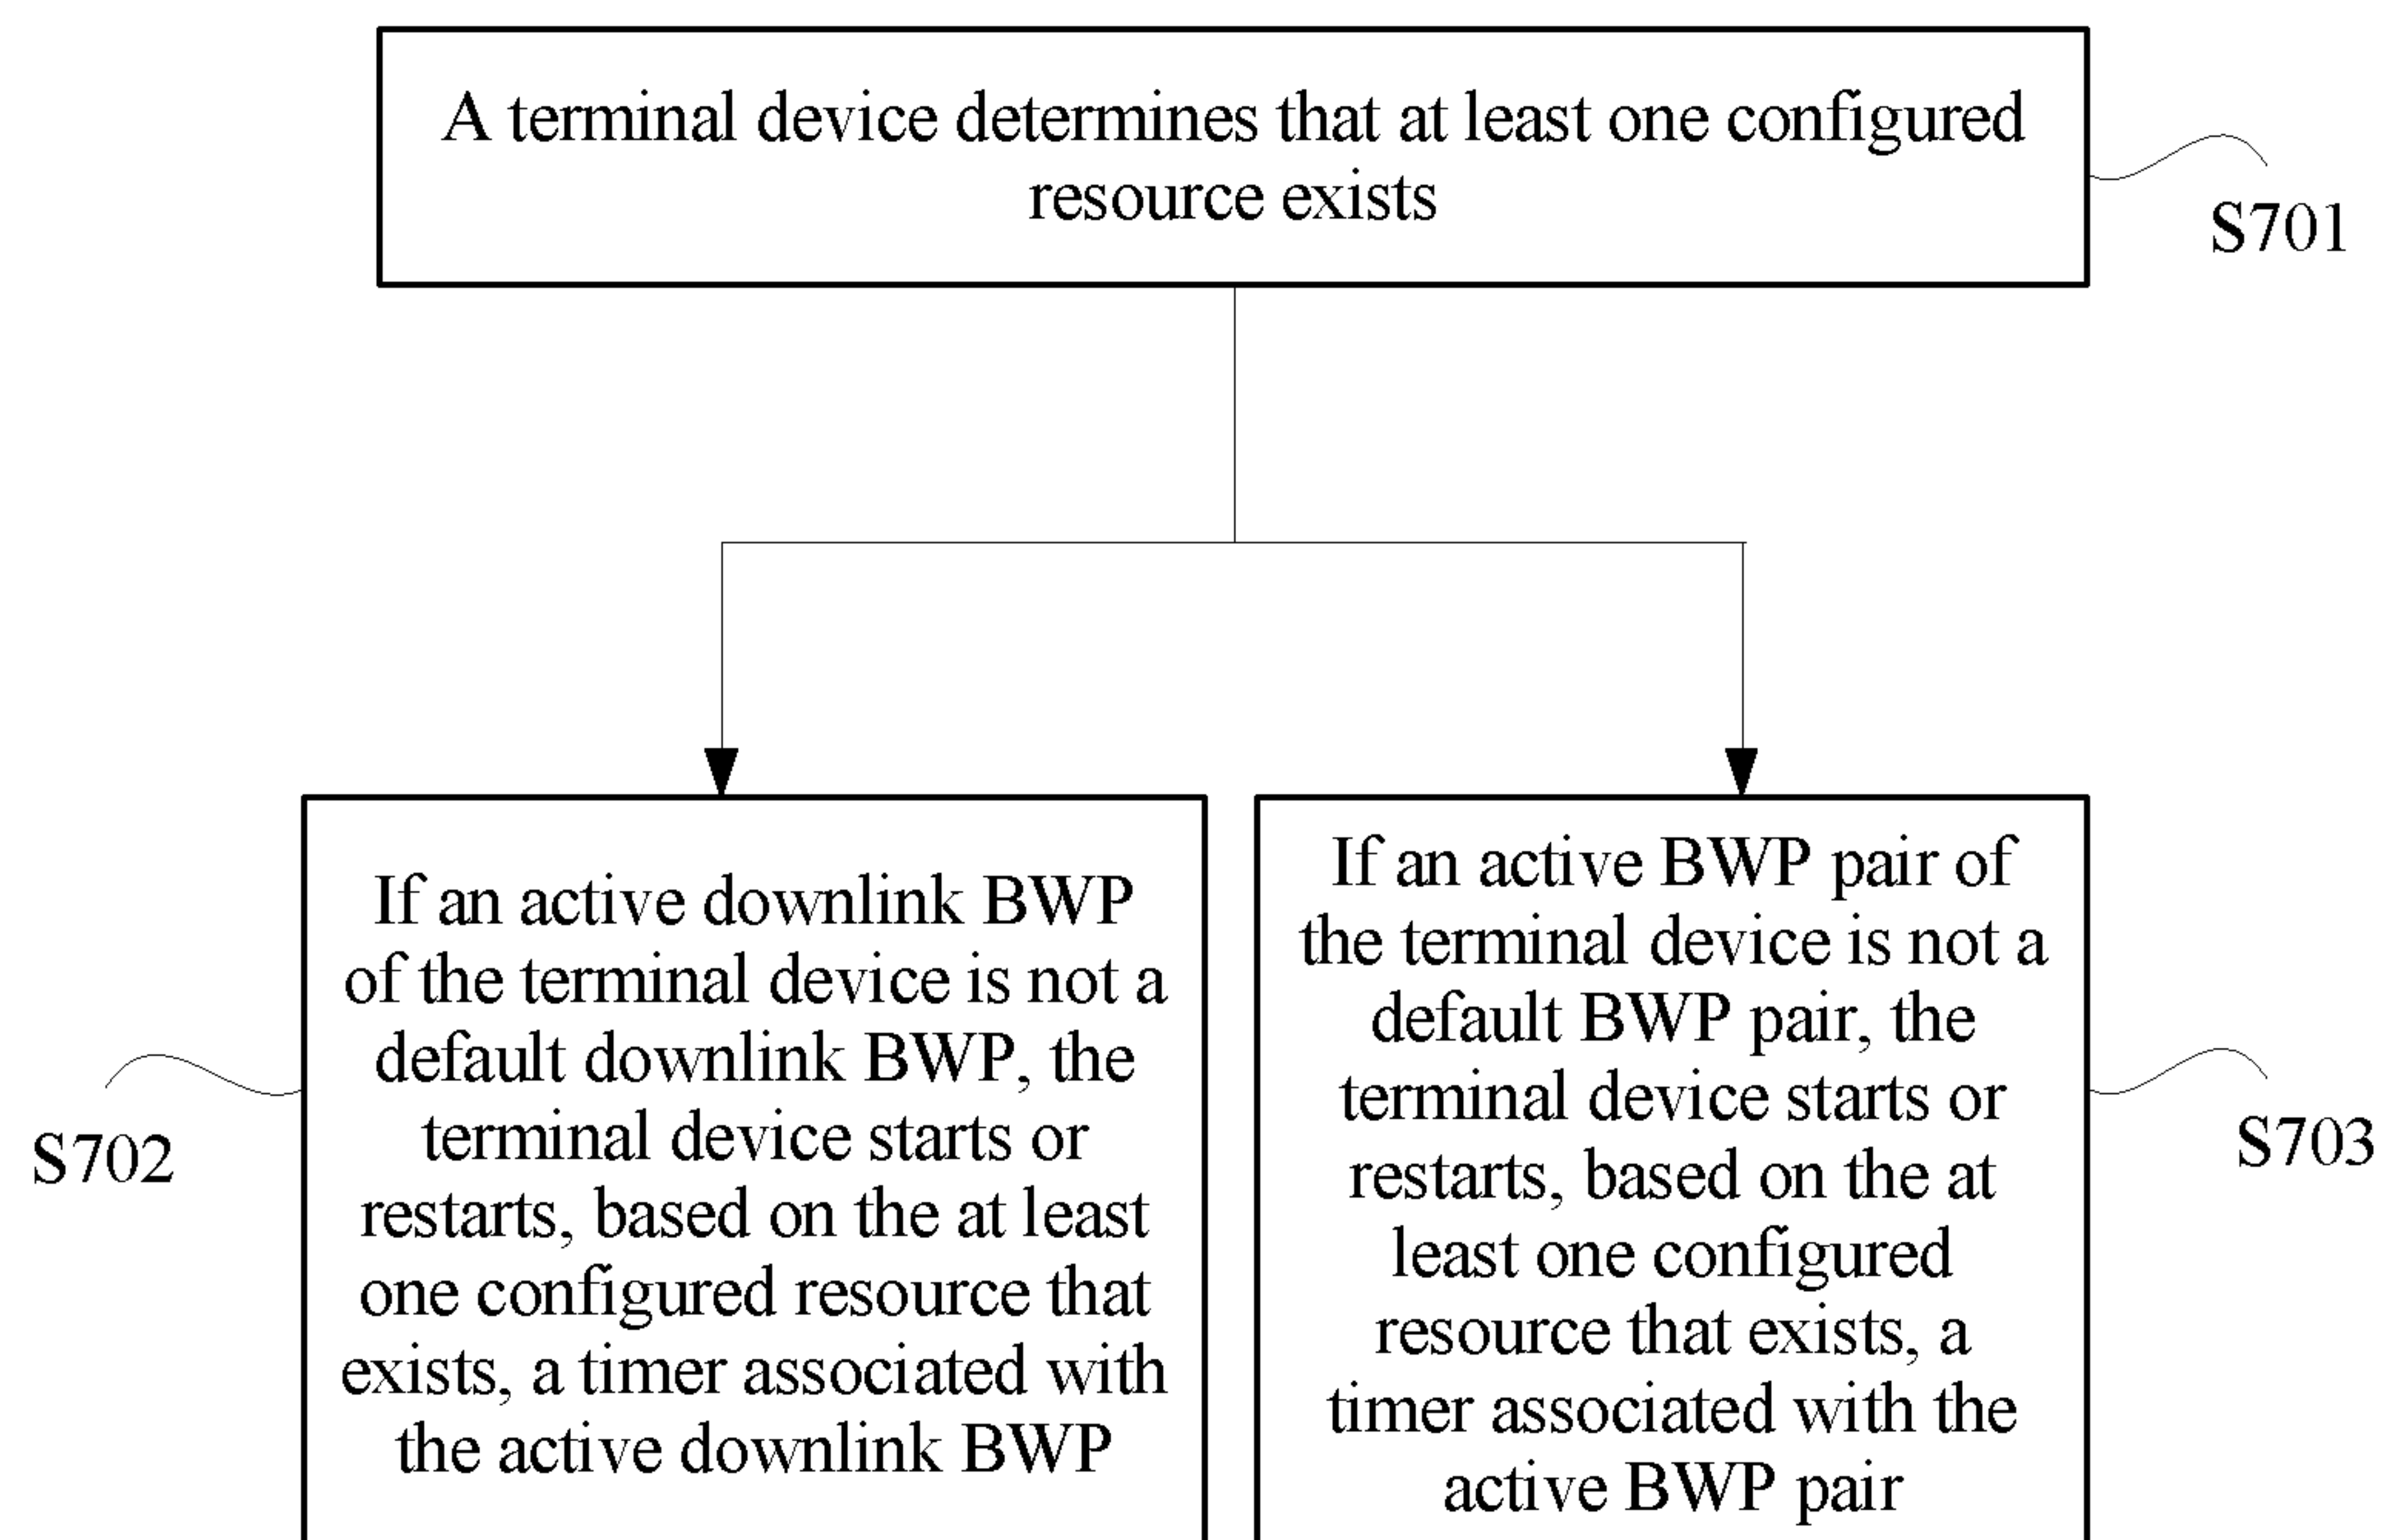 A terminal device determines that at least one configured
resource exists
S701
If an active downlink BWP
of the terminal device is not a
default downlink BWP, the
terminal device starts or
restarts, based on the at least
one configured resource that
exists, a timer associated with
the active downlink BWP
S702
If an active BWP pair of
the terminal device is not a
default BWP pair, the
terminal device starts or
restarts, based on the at
least one configured
resource that exists, a
timer associated with the
active BWP pair
S703